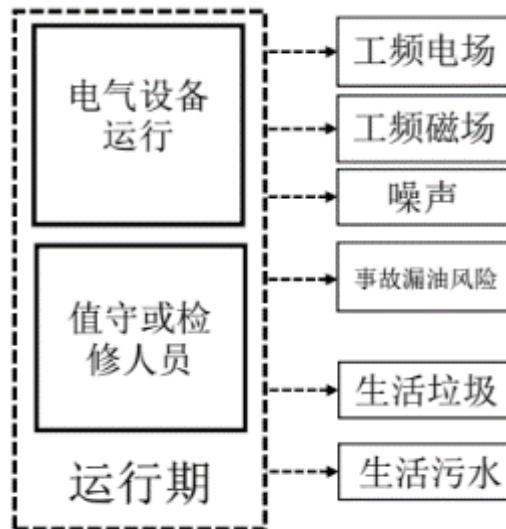 电气设备
运行
值守或检
修人员
运行期
工频电场
工频磁场
噪声
事故漏油风险
生活垃圾
生活污水